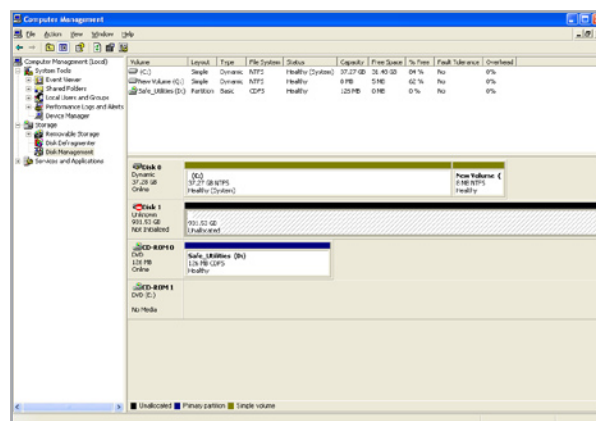 Computer Management
File Action View Window Help
Computer Management (Local)
System Tools
Event Viewer
Shared Folders
Local Users and Groups
Performance Logs and Alerts
Device Manager
Storage
Removable Storage
Disk Defragmenter
Disk Management
Services and Applications
Volume Layout Type File System Status Capacity Free Space % Free Fault Tolerance Overhead
(C:) Simple Dynamic NTFS Healthy (System) 37.27 GB 31.40 GB 84 % No 0%
New Volume (G:) Simple Dynamic NTFS Healthy 8 MB 5 MB 62 % No 0%
Safe_Utilities (D:) Partition Basic CDFS Healthy 126 MB 0 MB 0 % No 0%
Disk 0
Dynamic
37.28 GB
Online
(C:)
37.27 GB NTFS
Healthy (System)
New Volume (
8 MB NTFS
Healthy
Disk 1
Unknown
931.51 GB
Not Initialized
931.51 GB
Unallocated
CD-ROM 0
DVD
126 MB
Online
Safe_Utilities (D:)
126 MB CDFS
Healthy
CD-ROM 1
DVD (E:)
No Media
Unallocated Primary partition Simple volume